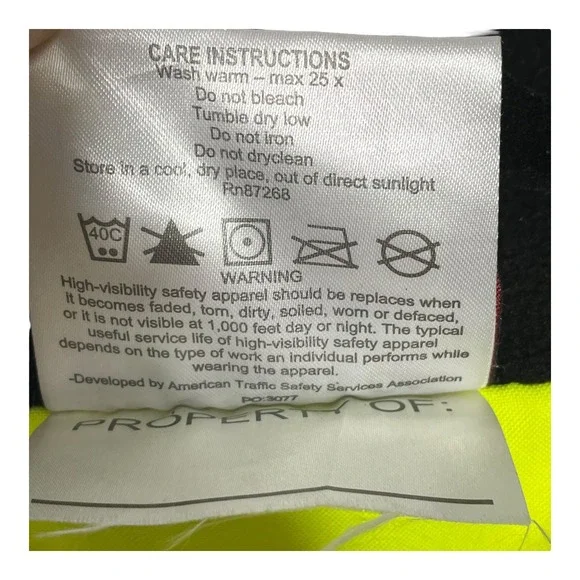 CARE INSTRUCTIONS
Wash warm – max 25 x
Do not bleach
Tumble dry low
Do not iron
Do not dryclean
Store in a cool, dry place, out of direct sunlight
Rn87268
40C
WARNING
High-visibility safety apparel should be replaces when
it becomes faded, torn, dirty, soiled, worn or defaced,
or it is not visible at 1,000 feet day or night. The typical
useful service life of high-visibility safety apparel
depends on the type of work an individual performs while
wearing the apparel.
-Developed by American Traffic Safety Services Association
PO:3077
PROPERTY OF: